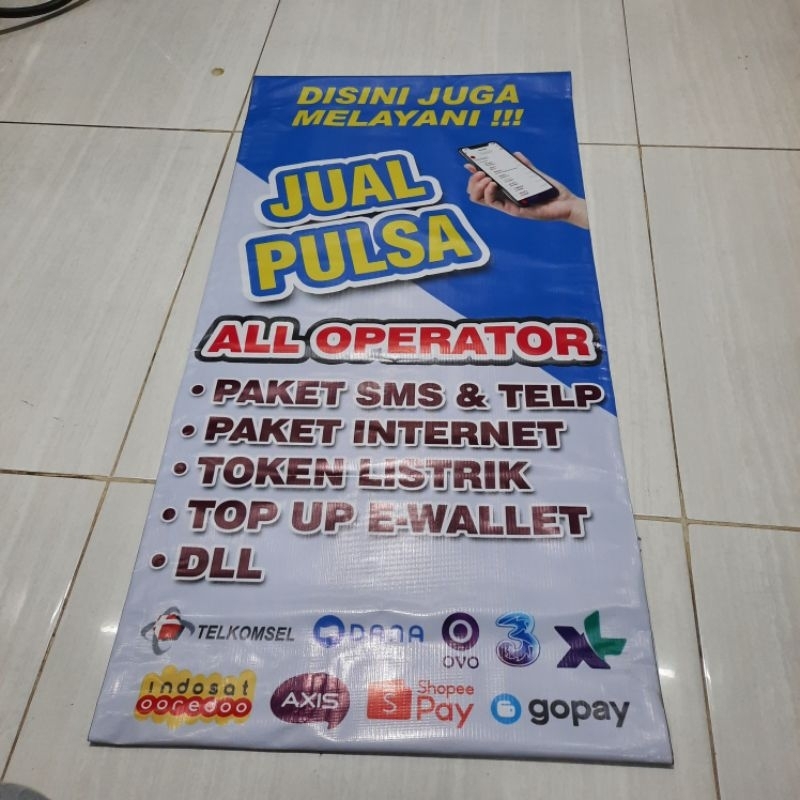 DISINI JUGA
MELAYANI !!!
JUAL
PULSA
ALL OPERATOR
• PAKET SMS & TELP
• PAKET INTERNET
• TOKEN LISTRIK
• TOP UP E-WALLET
• DLL
TELKOMSEL DANA OVO 3 XL
indosat ooredoo AXIS Shopee Pay gopay